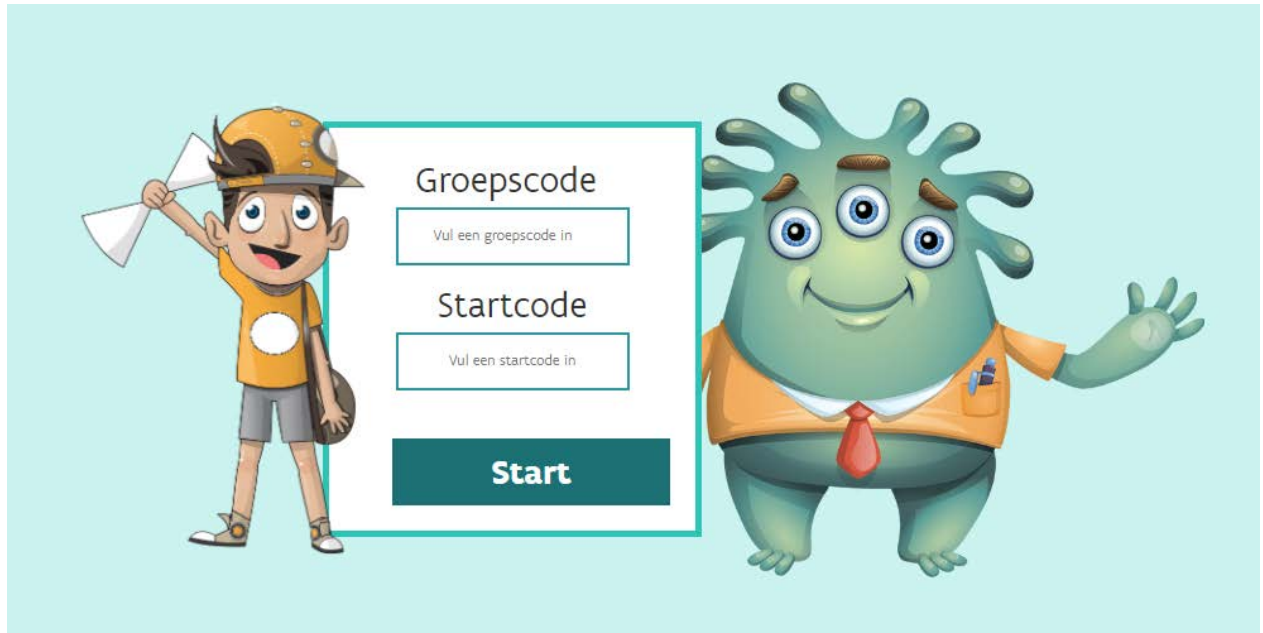 Groepscode
Vul een groepscode in
Startcode
Vul een startcode in
Start